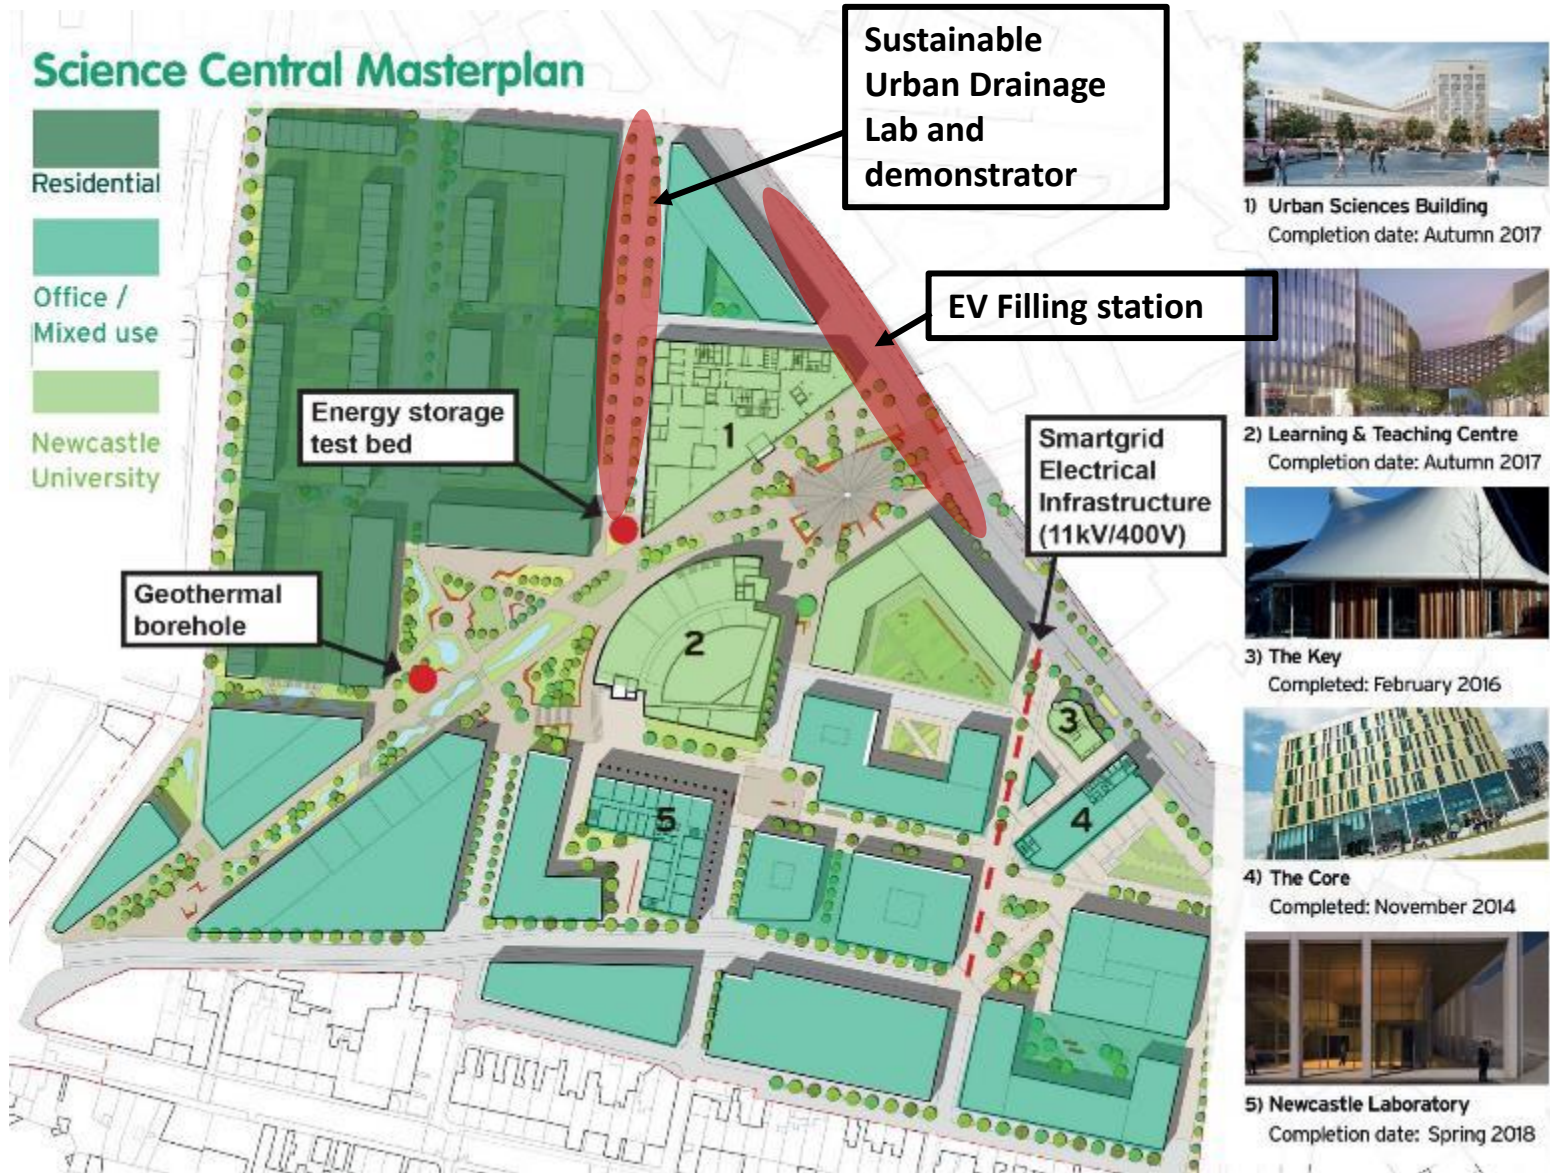 Science Central Masterplan
Residential
Office /
Mixed use
Newcastle
University
Sustainable
Urban Drainage
Lab and
demonstrator
EV Filling station
Energy storage
test bed
Smartgrid
Electrical
Infrastructure
(11kV/400V)
Geothermal
borehole
1
2
3
4
5
1) Urban Sciences Building
Completion date: Autumn 2017
2) Learning & Teaching Centre
Completion date: Autumn 2017
3) The Key
Completed: February 2016
4) The Core
Completed: November 2014
5) Newcastle Laboratory
Completion date: Spring 2018